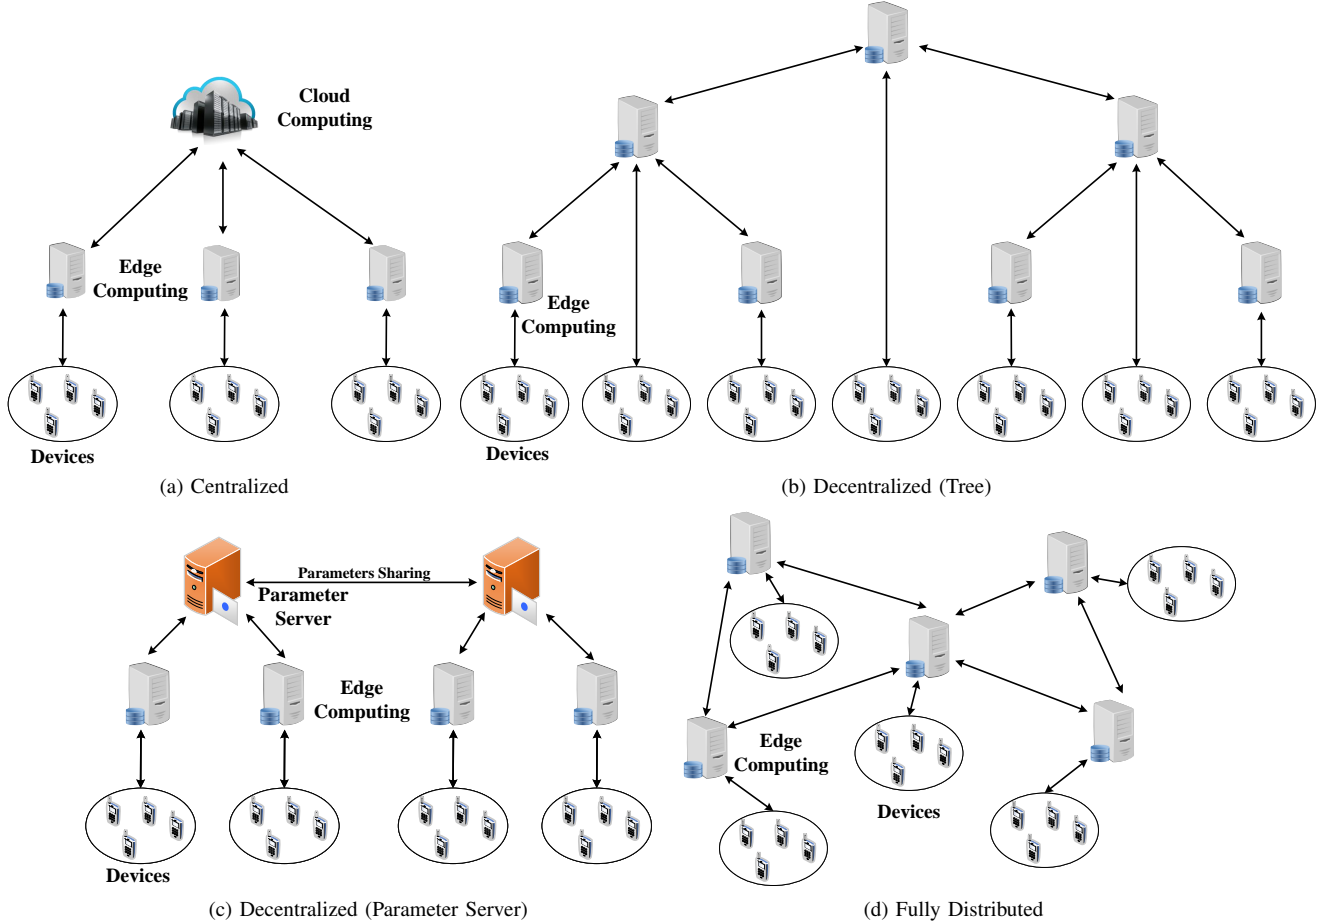 Cloud
Computing
Edge
Computing
Devices
(a) Centralized
Edge
Computing
Devices
(b) Decentralized (Tree)
Parameters Sharing
Parameter
Server
Edge
Computing
Devices
(c) Decentralized (Parameter Server)
Edge
Computing
Devices
(d) Fully Distributed